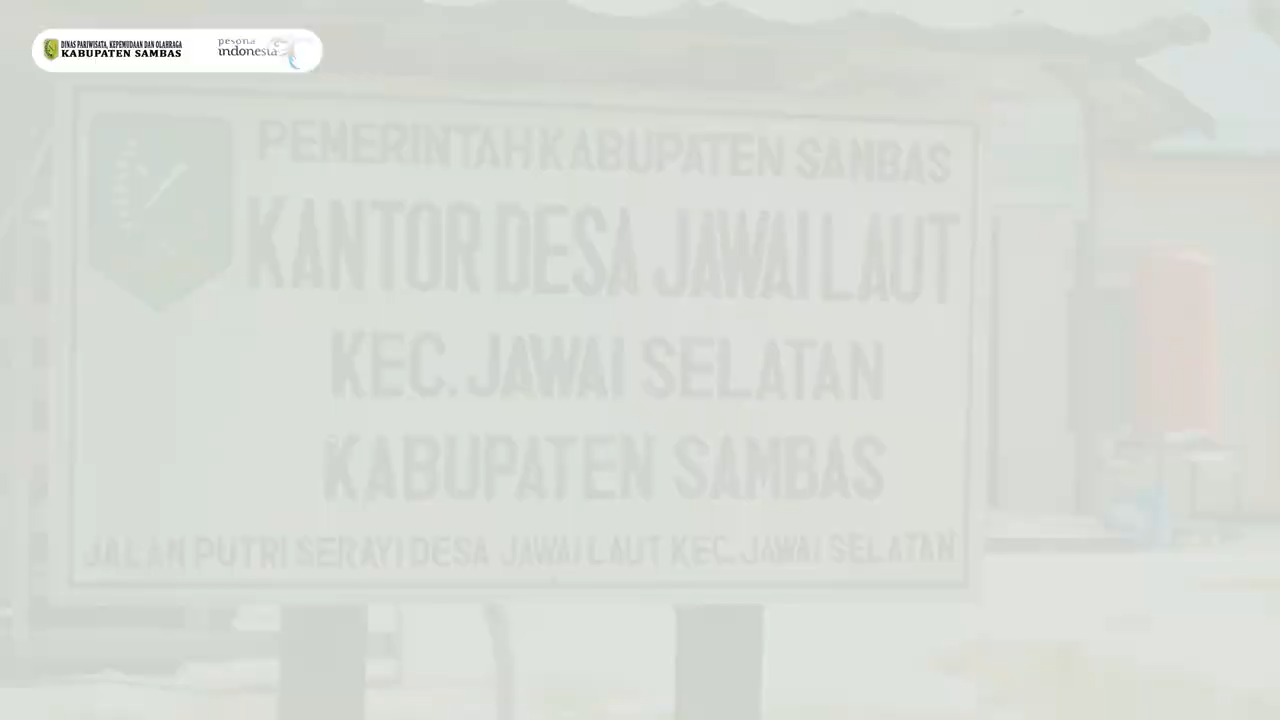 DINAS PARIWISATA, KEPEMUDAAN DAN OLAHRAGA
KABUPATEN SAMBAS
pesona
indonesia
PEMERINTAH KABUPATEN SAMBAS
KANTOR DESA JAWAI LAUT
KEC. JAWAI SELATAN
KABUPATEN SAMBAS
JALAN PUTRI SERAYI DESA JAWAI LAUT KEC. JAWAI SELATAN